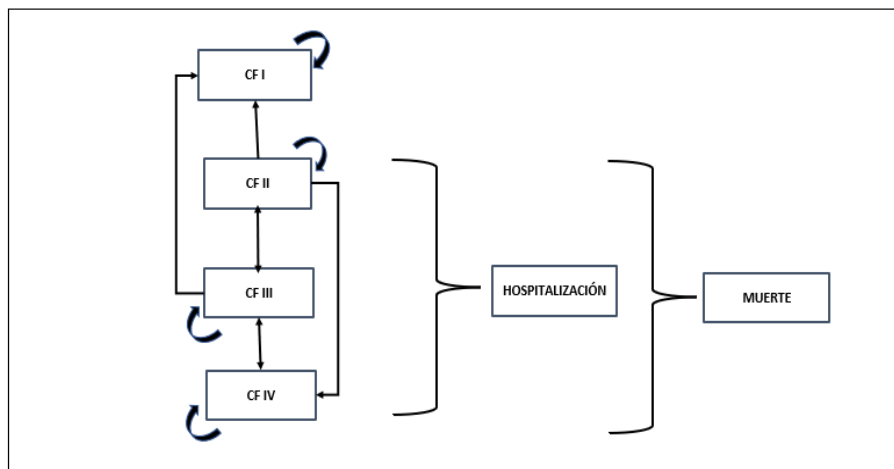 CF I
CF II
CF III
CF IV
HOSPITALIZACIÓN
MUERTE